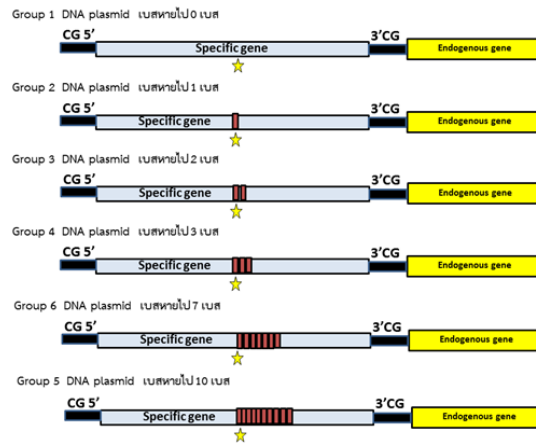 Group 1 DNA plasmid เบสหายไป 0 เบส
CG 5’ 3’CG
Specific gene Endogenous gene
Group 2 DNA plasmid เบสหายไป 1 เบส
CG 5’ 3’CG
Specific gene Endogenous gene
Group 3 DNA plasmid เบสหายไป 2 เบส
CG 5’ 3’CG
Specific gene Endogenous gene
Group 4 DNA plasmid เบสหายไป 3 เบส
CG 5’ 3’CG
Specific gene Endogenous gene
Group 6 DNA plasmid เบสหายไป 7 เบส
CG 5’ 3’CG
Specific gene Endogenous gene
Group 5 DNA plasmid เบสหายไป 10 เบส
CG 5’ 3’CG
Specific gene Endogenous gene